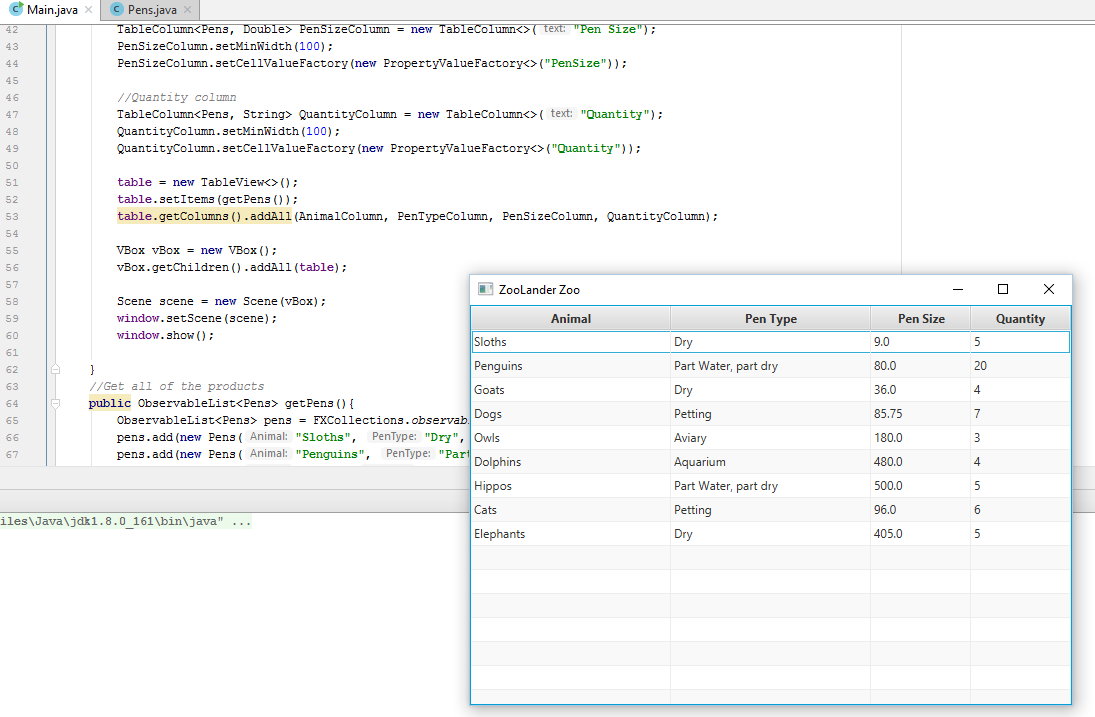 Main.java Pens.java
42 TableColumn<Pens, Double> PenSizeColumn = new TableColumn<>( text: "Pen Size");
43 PenSizeColumn.setMinWidth(100);
44 PenSizeColumn.setCellValueFactory(new PropertyValueFactory<>("PenSize"));
45
46 //Quantity column
47 TableColumn<Pens, String> QuantityColumn = new TableColumn<>( text: "Quantity");
48 QuantityColumn.setMinWidth(100);
49 QuantityColumn.setCellValueFactory(new PropertyValueFactory<>("Quantity"));
50
51 table = new TableView<>();
52 table.setItems(getPens());
53 table.getColumns().addAll(AnimalColumn, PenTypeColumn, PenSizeColumn, QuantityColumn);
54
55 VBox vBox = new VBox();
56 vBox.getChildren().addAll(table);
57
58 Scene scene = new Scene(vBox);
59 window.setScene(scene);
60 window.show();
61
62 }
63 //Get all of the products
64 public ObservableList<Pens> getPens(){
65 ObservableList<Pens> pens = FXCollections.observab
66 pens.add(new Pens( Animal: "Sloths", PenType: "Dry",
67 pens.add(new Pens( Animal: "Penguins", PenType: "Part
iles\Java\jdk1.8.0_161\bin\java" ...
ZooLander Zoo
Animal Pen Type Pen Size Quantity
Sloths Dry 9.0 5
Penguins Part Water, part dry 80.0 20
Goats Dry 36.0 4
Dogs Petting 85.75 7
Owls Aviary 180.0 3
Dolphins Aquarium 480.0 4
Hippos Part Water, part dry 500.0 5
Cats Petting 96.0 6
Elephants Dry 405.0 5